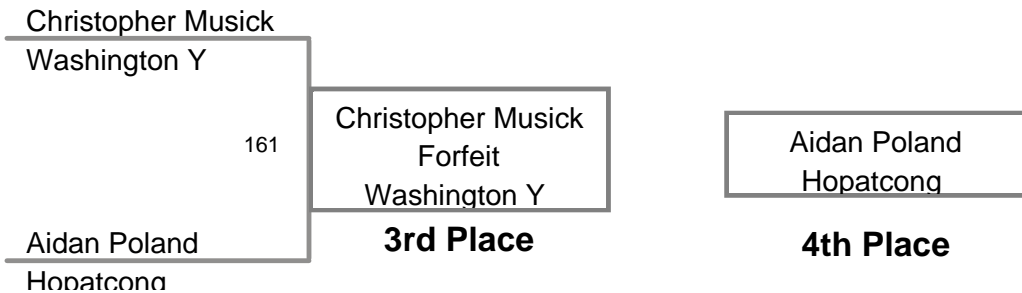 Christopher Musick
Washington Y
161
Christopher Musick
Forfeit
Washington Y
3rd Place
Aidan Poland
Hopatcong
4th Place
Aidan Poland
Hopatcong